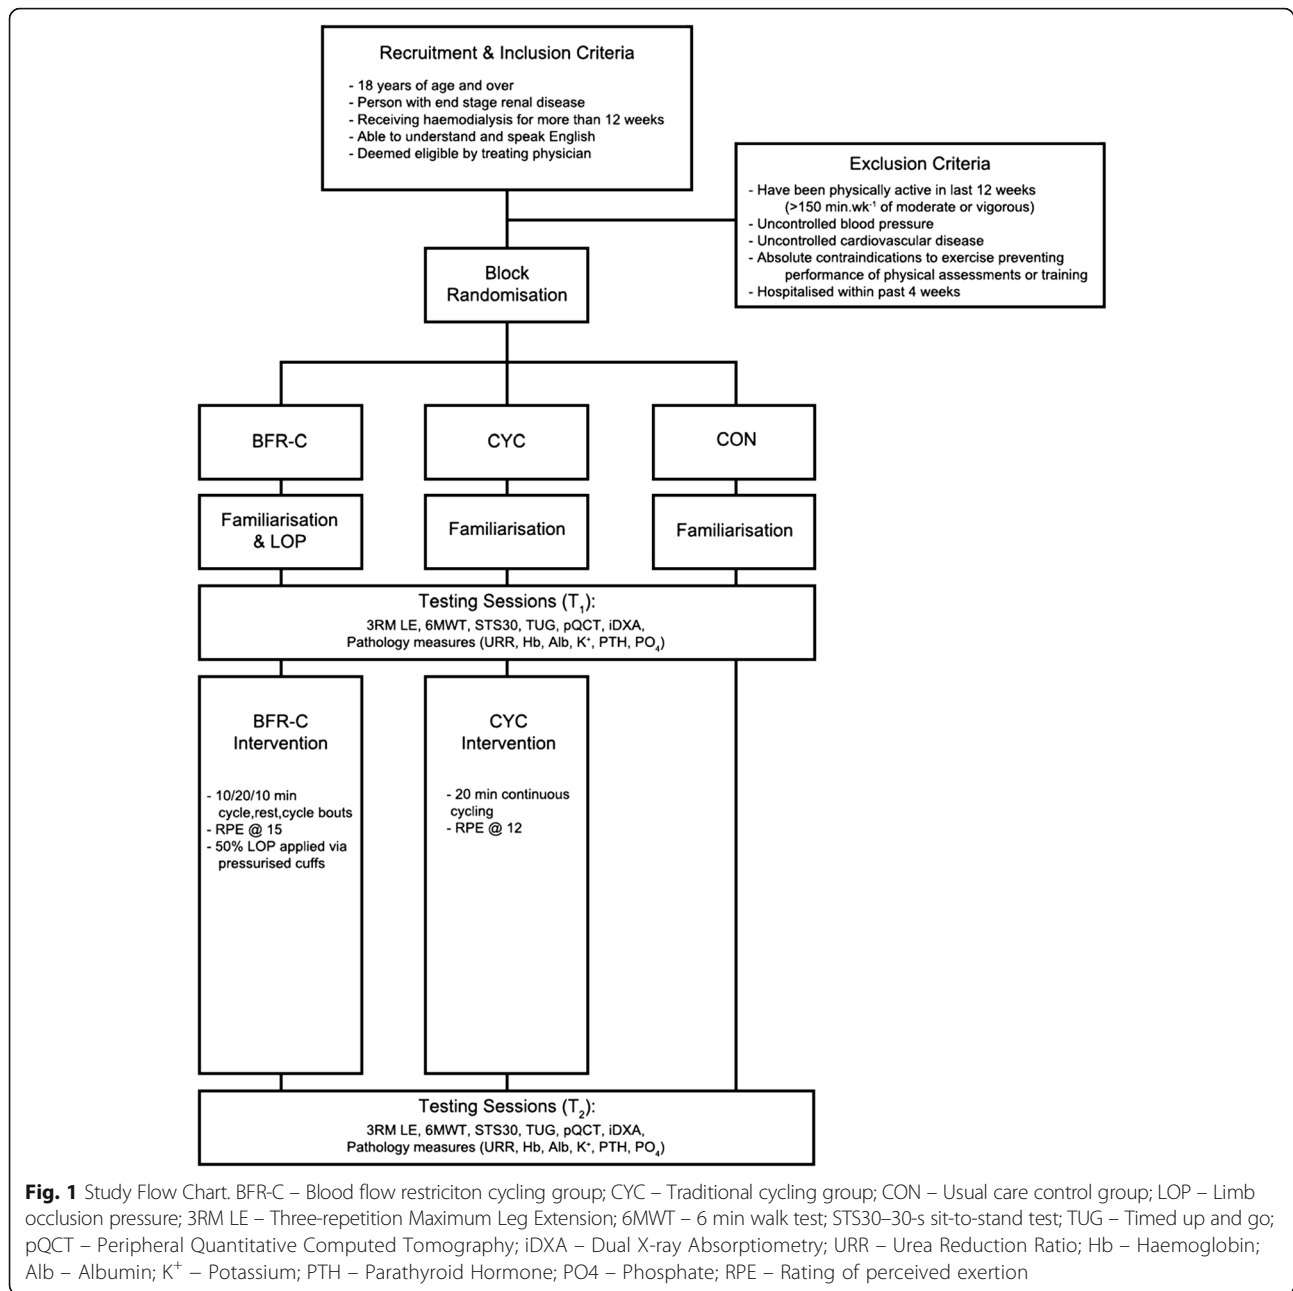 Recruitment & Inclusion Criteria
- 18 years of age and over
- Person with end stage renal disease
- Receiving haemodialysis for more than 12 weeks
- Able to understand and speak English
- Deemed eligible by treating physician
Exclusion Criteria
- Have been physically active in last 12 weeks
(>150 min.wk⁻¹ of moderate or vigorous)
- Uncontrolled blood pressure
- Uncontrolled cardiovascular disease
- Absolute contraindications to exercise preventing
performance of physical assessments or training
- Hospitalised within past 4 weeks
Block
Randomisation
BFR-C
CYC
CON
Familiarisation
& LOP
Familiarisation
Familiarisation
Testing Sessions (T₁):
3RM LE, 6MWT, STS30, TUG, pQCT, iDXA,
Pathology measures (URR, Hb, Alb, K⁺, PTH, PO₄)
BFR-C
Intervention
- 10/20/10 min
cycle,rest,cycle bouts
- RPE @ 15
- 50% LOP applied via
pressurised cuffs
CYC
Intervention
- 20 min continuous
cycling
- RPE @ 12
Testing Sessions (T₂):
3RM LE, 6MWT, STS30, TUG, pQCT, iDXA,
Pathology measures (URR, Hb, Alb, K⁺, PTH, PO₄)
Fig. 1 Study Flow Chart. BFR-C – Blood flow restriciton cycling group; CYC – Traditional cycling group; CON – Usual care control group; LOP – Limb
occlusion pressure; 3RM LE – Three-repetition Maximum Leg Extension; 6MWT – 6 min walk test; STS30–30-s sit-to-stand test; TUG – Timed up and go;
pQCT – Peripheral Quantitative Computed Tomography; iDXA – Dual X-ray Absorptiometry; URR – Urea Reduction Ratio; Hb – Haemoglobin;
Alb – Albumin; K⁺ – Potassium; PTH – Parathyroid Hormone; PO4 – Phosphate; RPE – Rating of perceived exertion